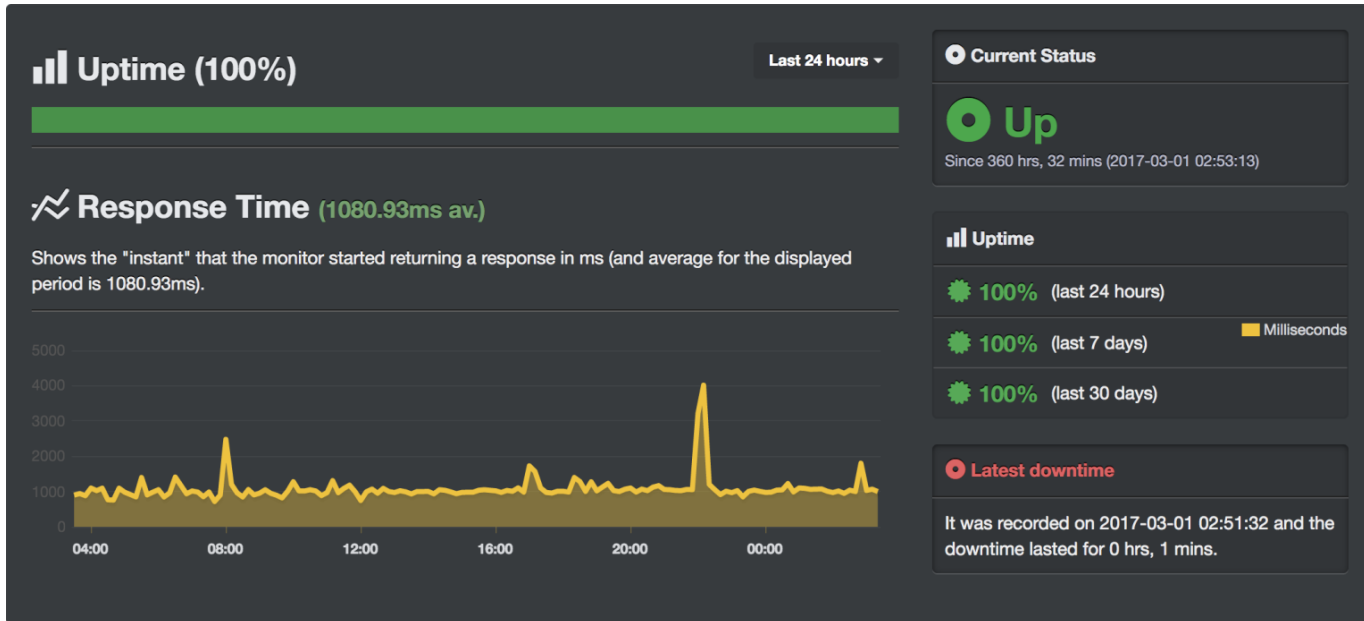 Uptime (100%)
Last 24 hours
Response Time (1080.93ms av.)
Shows the "instant" that the monitor started returning a response in ms (and average for the displayed
period is 1080.93ms).
5000
4000
3000
2000
1000
0
04:00 08:00 12:00 16:00 20:00 00:00
Current Status
Up
Since 360 hrs, 32 mins (2017-03-01 02:53:13)
Uptime
100% (last 24 hours)
Milliseconds
100% (last 7 days)
100% (last 30 days)
Latest downtime
It was recorded on 2017-03-01 02:51:32 and the
downtime lasted for 0 hrs, 1 mins.